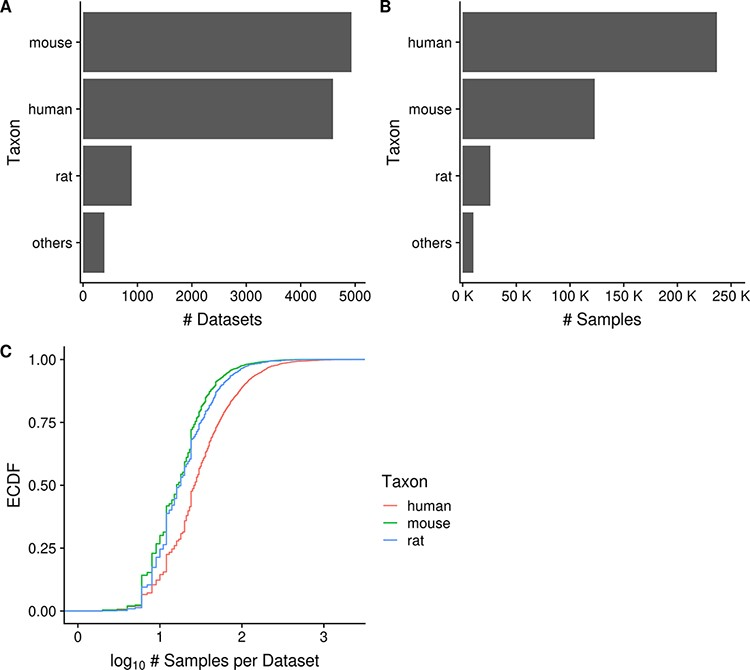 A
Taxon
mouse
human
rat
others
0 1000 2000 3000 4000 5000
# Datasets
B
Taxon
human
mouse
rat
others
0 K 50 K 100 K 150 K 200 K 250 K
# Samples
C
ECDF
1.00
0.75
0.50
0.25
0.00
0 1 2 3
log10 # Samples per Dataset
Taxon
human
mouse
rat